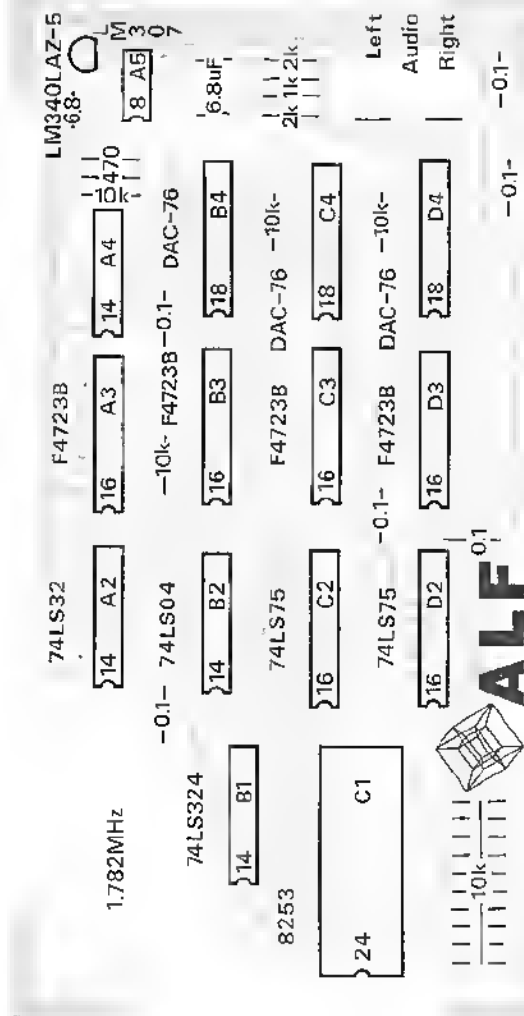 74LS32 F4723B LM340LAZ-5
-6.8-
1.782MHz 14 A2 16 A3 14 A4 10k 470 8 A5 LM307
-0.1- 74LS04 -10k- F4723B -0.1- DAC-76
74LS324 14 B2 16 B3 18 B4 6.8uF
14 B1
8253 74LS75 F4723B DAC-76 -10k- 2k 1k 2k
16 C2 16 C3 18 C4
24 C1
74LS75 -0.1- F4723B DAC-76 -10k- Left
Audio
16 D2 16 D3 18 D4 Right
10k 0.1
ALF -0.1- -0.1-